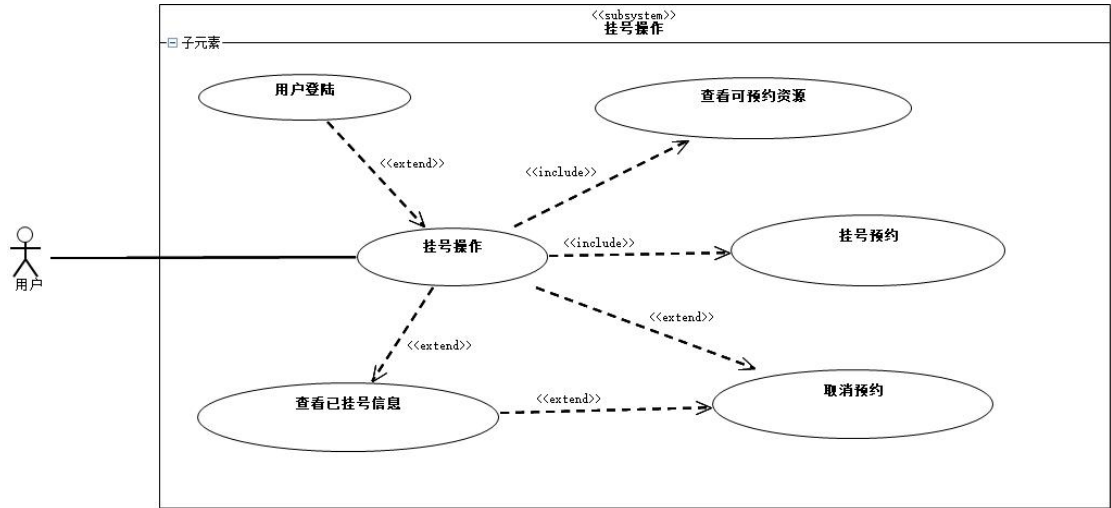 <<subsystem>>
挂号操作
子元素
用户登陆
查看可预约资源
<<extend>>
<<include>>
挂号操作
<<include>>
挂号预约
用户
<<extend>>
<<extend>>
查看已挂号信息
<<extend>>
取消预约